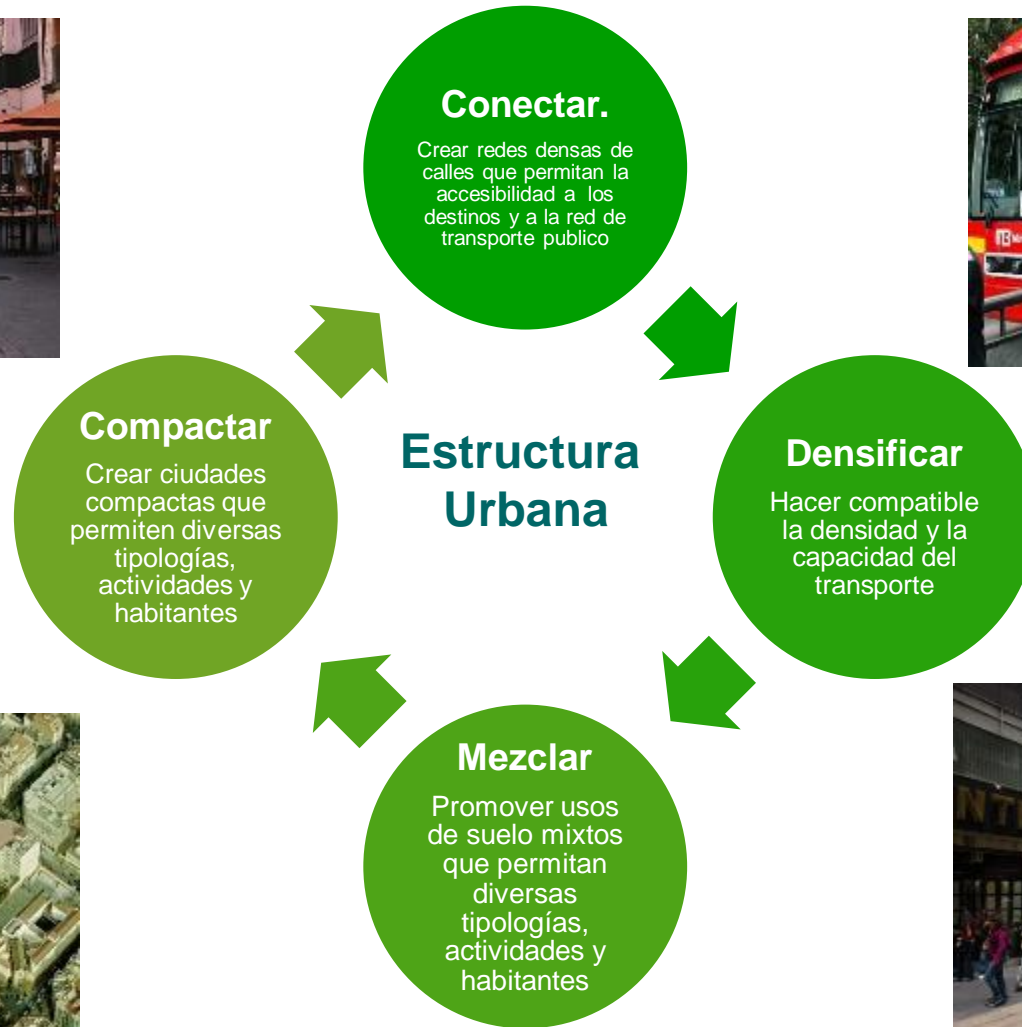 Conectar.
Crear redes densas de
calles que permitan la
accesibilidad a los
destinos y a la red de
transporte publico
Compactar
Crear ciudades
compactas que
permiten diversas
tipologías,
actividades y
habitantes
Estructura
Urbana
Densificar
Hacer compatible
la densidad y la
capacidad del
transporte
Mezclar
Promover usos
de suelo mixtos
que permitan
diversas
tipologías,
actividades y
habitantes